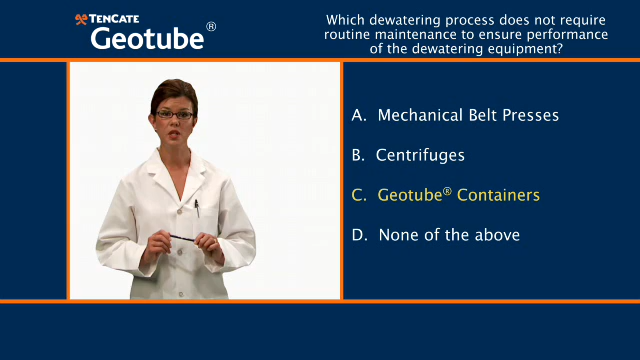 TENCATE
Geotube®
Which dewatering process does not require
routine maintenance to ensure performance
of the dewatering equipment?
A. Mechanical Belt Presses
B. Centrifuges
C. Geotube® Containers
D. None of the above